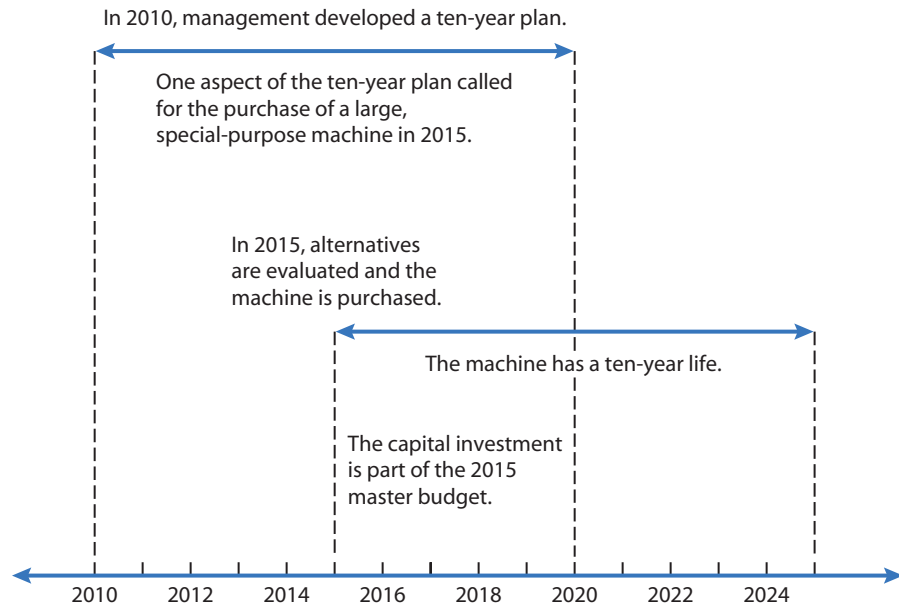 In 2010, management developed a ten-year plan.
One aspect of the ten-year plan called
for the purchase of a large,
special-purpose machine in 2015.
In 2015, alternatives
are evaluated and the
machine is purchased.
The machine has a ten-year life.
The capital investment
is part of the 2015
master budget.
2010 2012 2014 2016 2018 2020 2022 2024